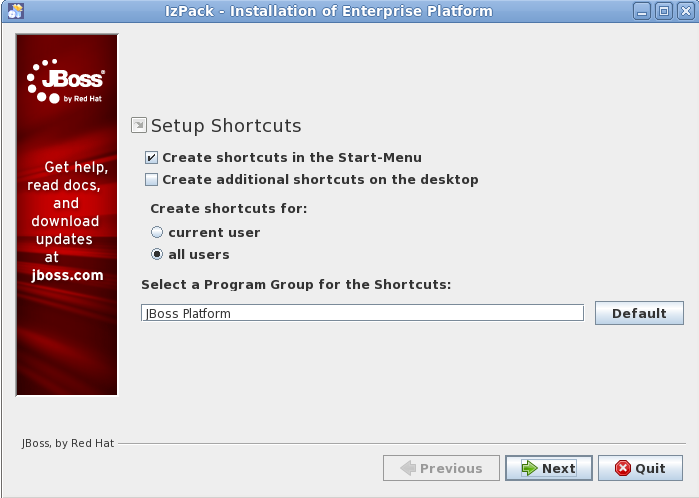 IzPack - Installation of Enterprise Platform
JBoss®
by Red Hat
Get help,
read docs,
and
download
updates
at
jboss.com
Setup Shortcuts
Create shortcuts in the Start-Menu
Create additional shortcuts on the desktop
Create shortcuts for:
current user
all users
Select a Program Group for the Shortcuts:
JBoss Platform
Default
JBoss, by Red Hat
Previous
Next
Quit